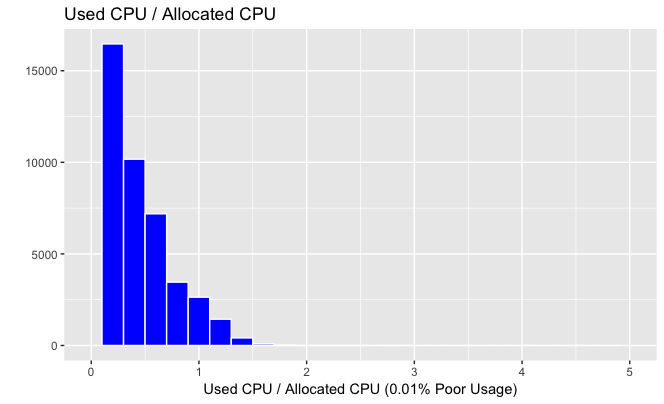 Used CPU / Allocated CPU
15000
10000
5000
0
0 1 2 3 4 5
Used CPU / Allocated CPU (0.01% Poor Usage)